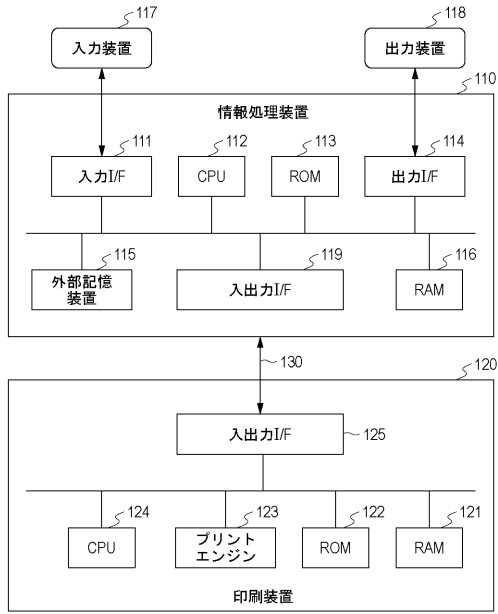 117
118
入力装置
出力装置
110
情報処理装置
111
112
113
114
入力I/F
CPU
ROM
出力I/F
115
119
116
外部記憶
装置
入出力I/F
RAM
130
120
入出力I/F
125
124
123
122
121
CPU
プリント
エンジン
ROM
RAM
印刷装置